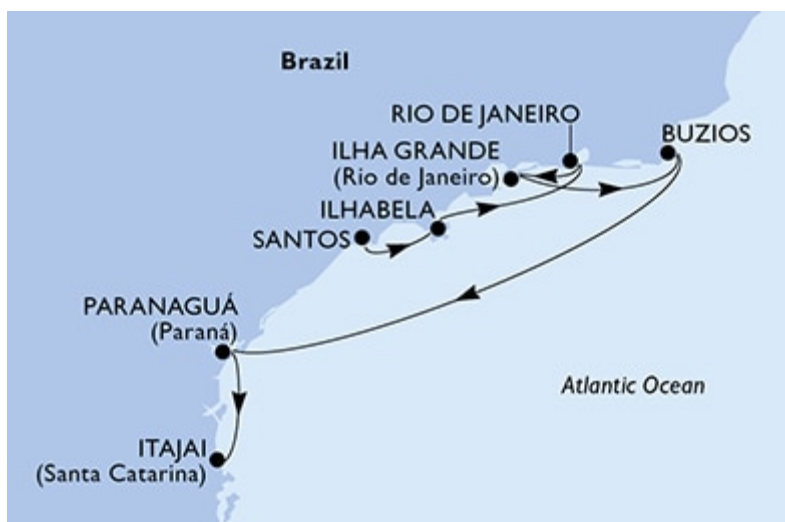 Brazil
RIO DE JANEIRO
BUZIOS
ILHA GRANDE
(Rio de Janeiro)
ILHABELA
SANTOS
PARANAGUÁ
(Paraná)
Atlantic Ocean
ITAJAI
(Santa Catarina)